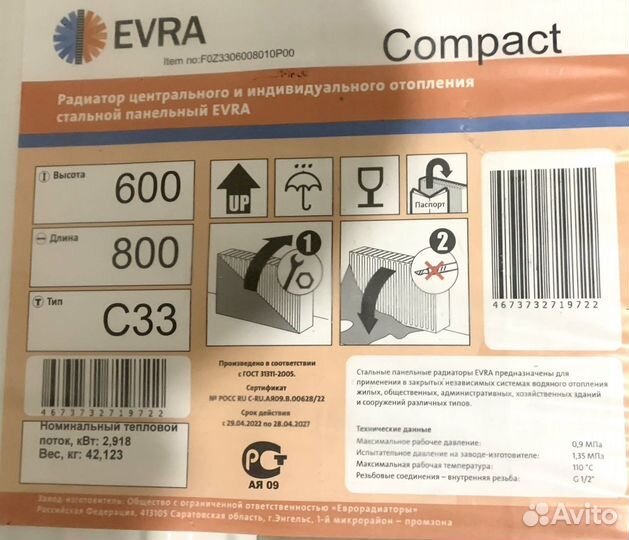 EVRA
Item no:F0Z3306008010P00
Compact
Радиатор центрального и индивидуального отопления
стальной панельный EVRA
Высота
600
Длина
800
Тип
C33
UP
Паспорт
1
2
4673732719722
4673732719722
Номинальный тепловой
поток, кВт: 2,918
Вес, кг: 42,123
Произведено в соответствии
с ГОСТ 31311-2005.
Сертификат
№ РОСС RU C-RU.АЯ09.В.00628/22
Срок действия
с 29.04.2022 до 28.04.2027
АЯ 09
Стальные панельные радиаторы EVRA предназначены для
применения в закрытых независимых системах водяного отопления
жилых, общественных, административных, хозяйственных зданий
и сооружений различных типов.
Технические данные
Максимальное рабочее давление: 0,9 МПа
Испытательное давление на заводе-изготовителе: 1,35 МПа
Максимальная рабочая температура: 110 °С
Резьбовые соединения – внутренняя резьба: G 1/2"
Завод-изготовитель: Общество с ограниченной ответственностью «Еврорадиаторы»
Российская Федерация, 413105 Саратовская область, г.Энгельс, 1-й микрорайон – промзона
Avito